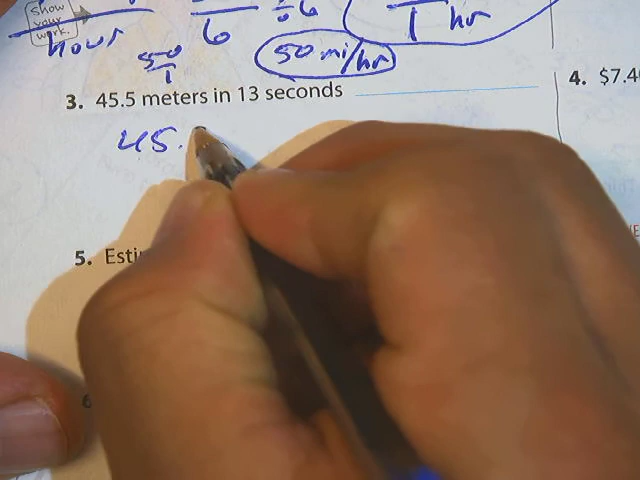 show your work.
hour 6 ÷6 1 hr
50/1 50 mi/hr
3. 45.5 meters in 13 seconds
4. $7.4
45.
5. Esti